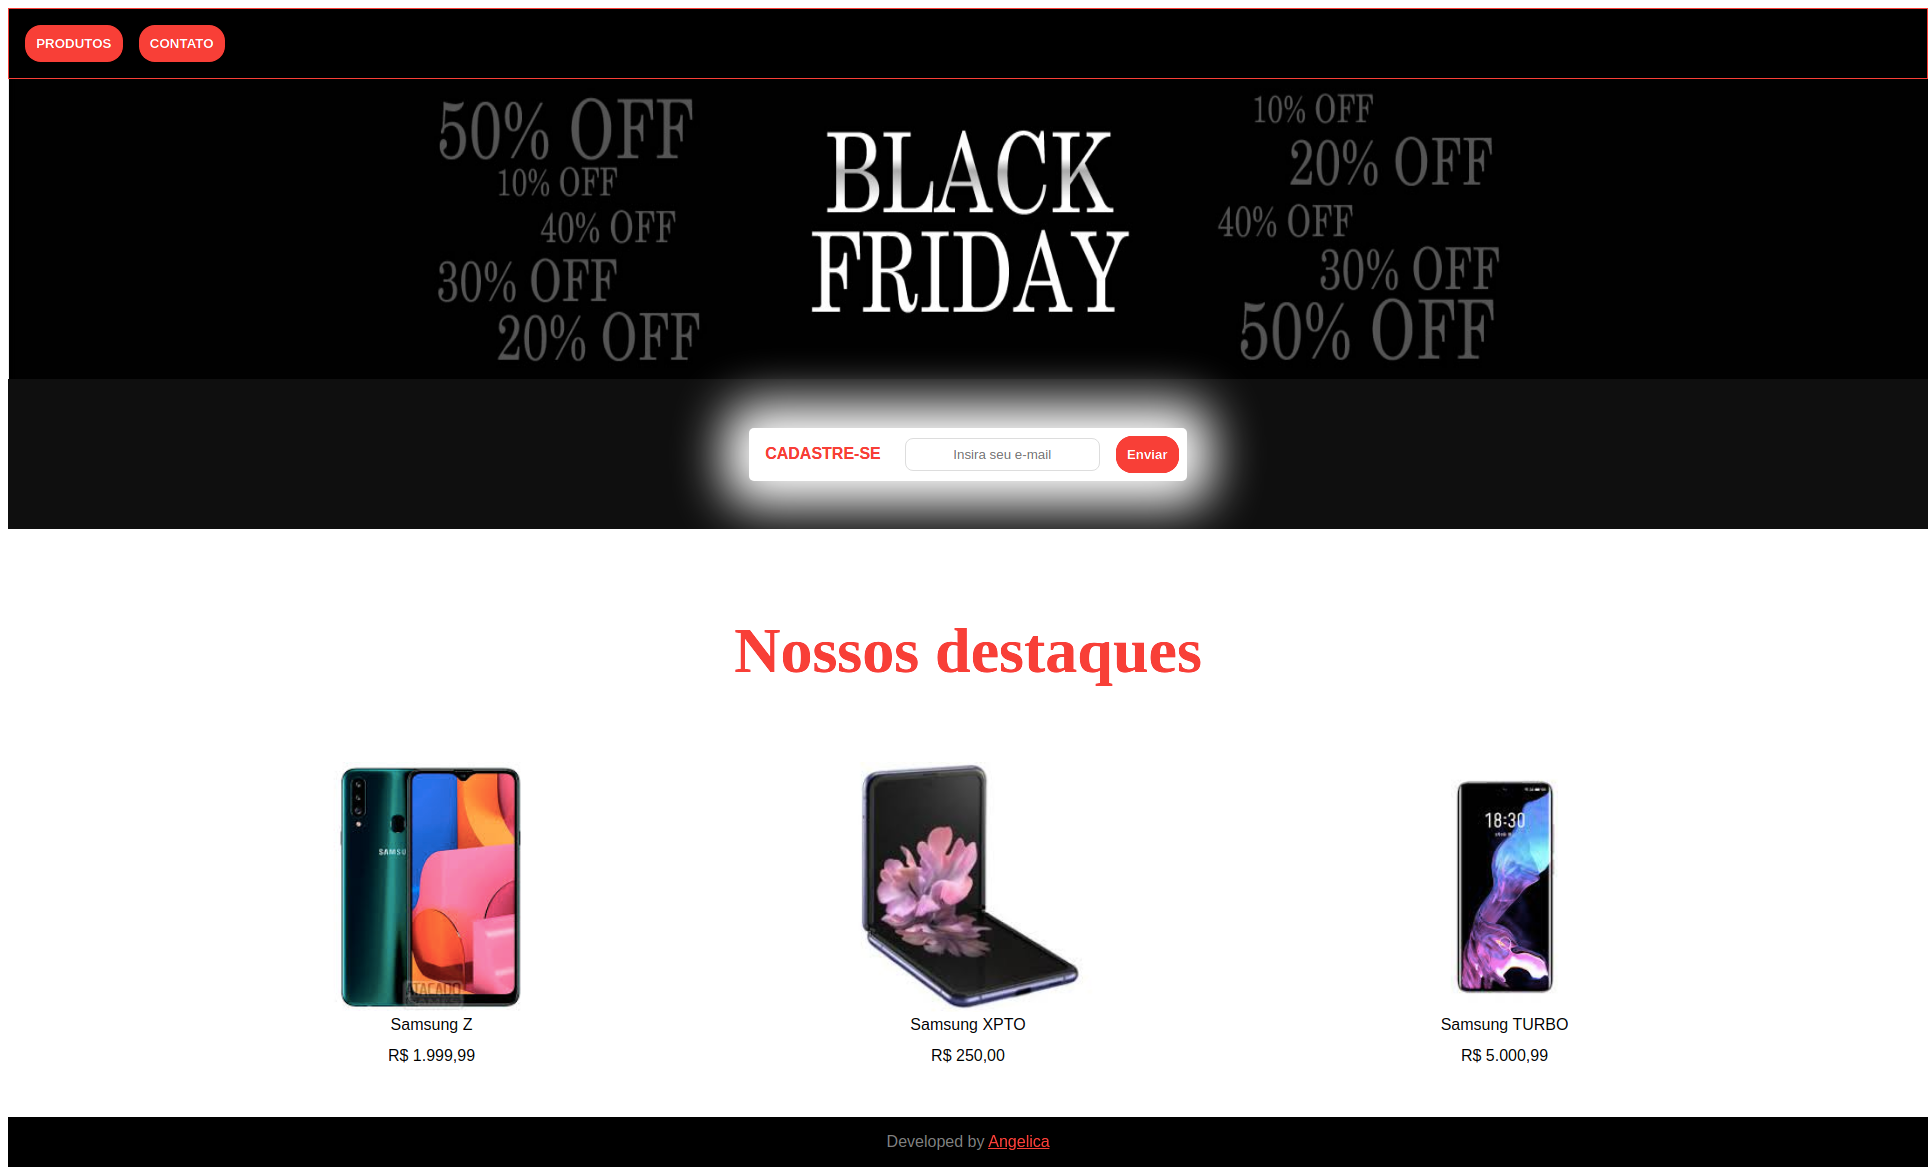 PRODUTOS CONTATO
50% OFF
10% OFF
40% OFF
30% OFF
20% OFF
BLACK
FRIDAY
10% OFF
20% OFF
40% OFF
30% OFF
50% OFF
CADASTRE-SE Insira seu e-mail Enviar
Nossos destaques
SAMSU
ATACADO
18:30
Samsung Z
R$ 1.999,99
Samsung XPTO
R$ 250,00
Samsung TURBO
R$ 5.000,99
Developed by Angelica